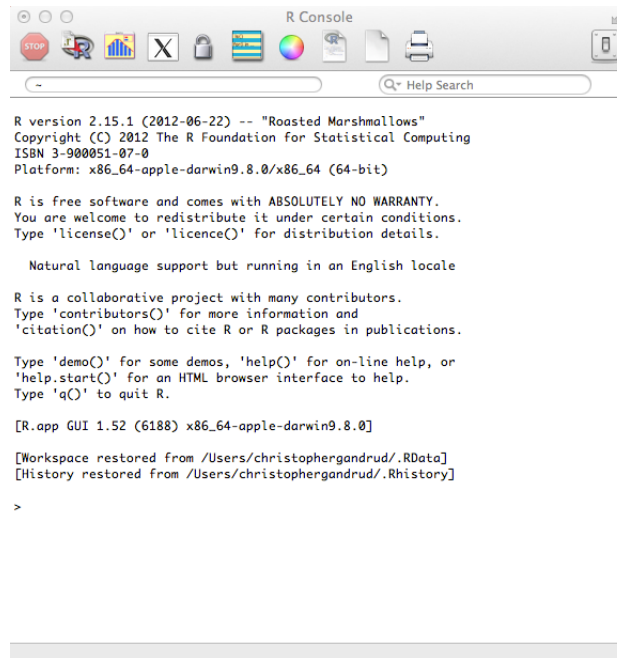 R Console
STOP
X
R
~
Help Search
R version 2.15.1 (2012-06-22) -- "Roasted Marshmallows"
Copyright (C) 2012 The R Foundation for Statistical Computing
ISBN 3-900051-07-0
Platform: x86_64-apple-darwin9.8.0/x86_64 (64-bit)
R is free software and comes with ABSOLUTELY NO WARRANTY.
You are welcome to redistribute it under certain conditions.
Type 'license()' or 'licence()' for distribution details.
Natural language support but running in an English locale
R is a collaborative project with many contributors.
Type 'contributors()' for more information and
'citation()' on how to cite R or R packages in publications.
Type 'demo()' for some demos, 'help()' for on-line help, or
'help.start()' for an HTML browser interface to help.
Type 'q()' to quit R.
[R.app GUI 1.52 (6188) x86_64-apple-darwin9.8.0]
[Workspace restored from /Users/christophergandrud/.RData]
[History restored from /Users/christophergandrud/.Rhistory]
>